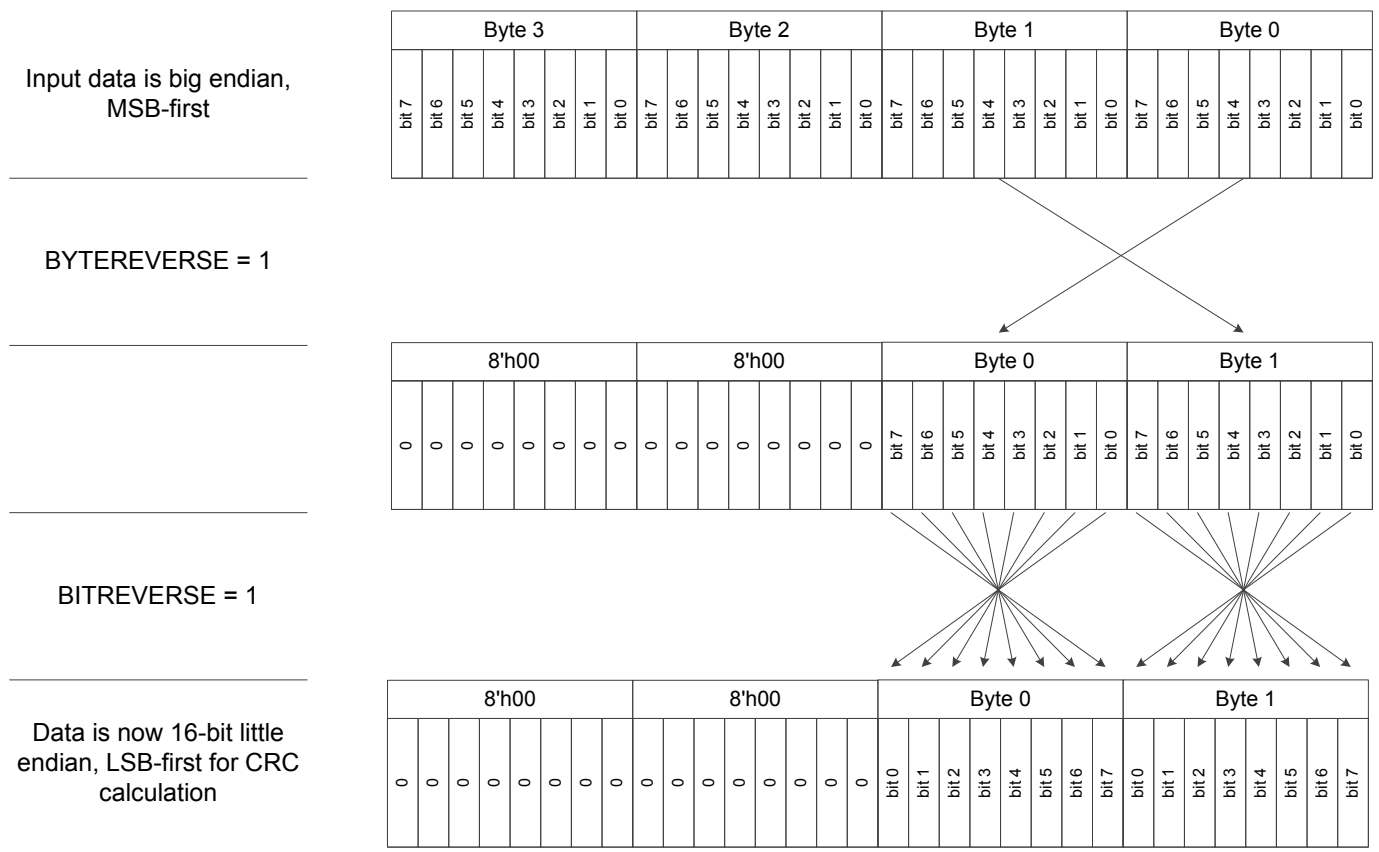 Byte 3 Byte 2 Byte 1 Byte 0
Input data is big endian,
MSB-first
bit 7 bit 6 bit 5 bit 4 bit 3 bit 2 bit 1 bit 0 bit 7 bit 6 bit 5 bit 4 bit 3 bit 2 bit 1 bit 0 bit 7 bit 6 bit 5 bit 4 bit 3 bit 2 bit 1 bit 0 bit 7 bit 6 bit 5 bit 4 bit 3 bit 2 bit 1 bit 0
BYTEREVERSE = 1
8'h00 8'h00 Byte 0 Byte 1
0 0 0 0 0 0 0 0 0 0 0 0 0 0 0 0 bit 7 bit 6 bit 5 bit 4 bit 3 bit 2 bit 1 bit 0 bit 7 bit 6 bit 5 bit 4 bit 3 bit 2 bit 1 bit 0
BITREVERSE = 1
8'h00 8'h00 Byte 0 Byte 1
Data is now 16-bit little
endian, LSB-first for CRC
calculation
0 0 0 0 0 0 0 0 0 0 0 0 0 0 0 0 bit 0 bit 1 bit 2 bit 3 bit 4 bit 5 bit 6 bit 7 bit 0 bit 1 bit 2 bit 3 bit 4 bit 5 bit 6 bit 7